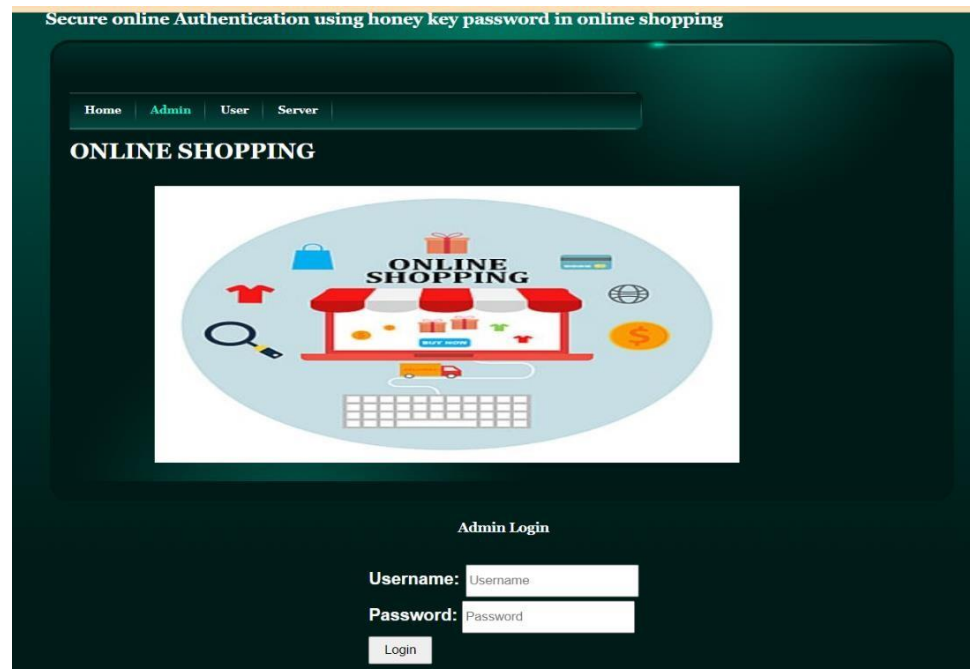 Secure online Authentication using honey key password in online shopping
Home Admin User Server
ONLINE SHOPPING
ONLINE
SHOPPING
$
BUY NOW
Admin Login
Username: Username
Password: Password
Login